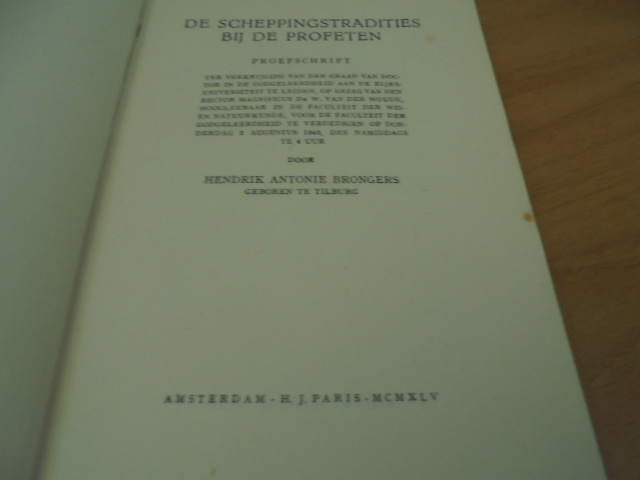 DE SCHEPPINGSTRADITIES
BIJ DE PROFETEN
PROEFSCHRIFT
TER VERKRIJGING VAN DEN GRAAD VAN DOC-
TOR IN DE GODGELEERDHEID AAN DE RIJKS-
UNIVERSITEIT TE LEIDEN, OP GEZAG VAN DEN
RECTOR MAGNIFICUS DR W. VAN DER WOUDE,
HOOGLEERAAR IN DE FACULTEIT DER WIS-
EN NATUURKUNDE, VOOR DE FACULTEIT DER
GODGELEERDHEID TE VERDEDIGEN OP DON-
DERDAG 2 AUGUSTUS 1945, DES NAMIDDAGS
TE 4 UUR
DOOR
HENDRIK ANTONIE BRONGERS
GEBOREN TE TILBURG
AMSTERDAM - H. J. PARIS - MCMXLV